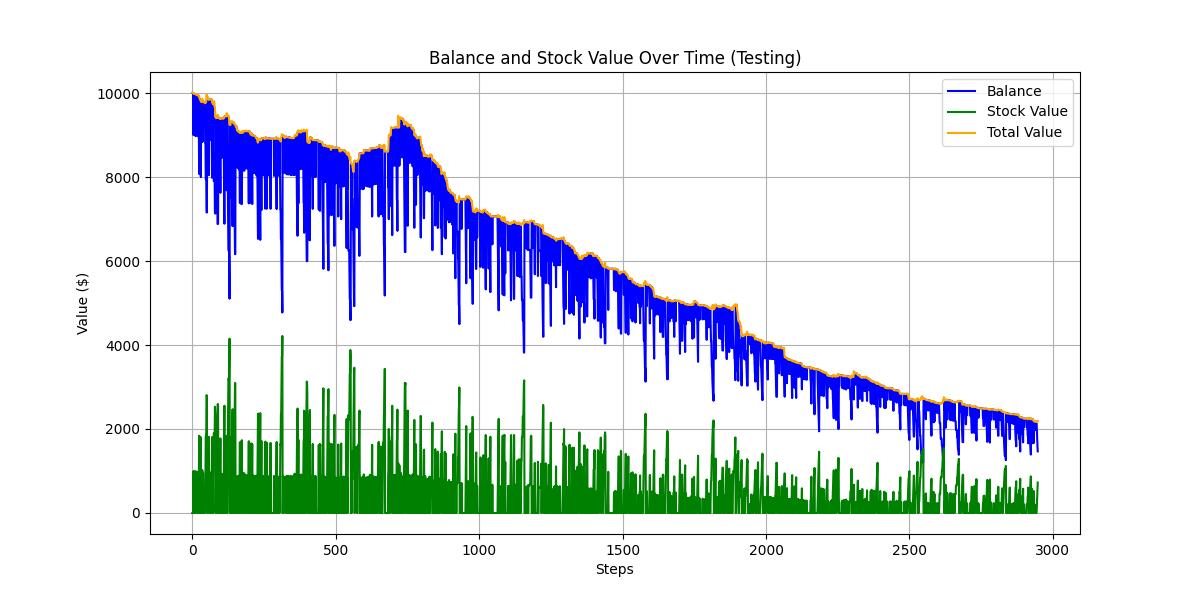 Balance and Stock Value Over Time (Testing)
Balance
Stock Value
Total Value
Value ($)
10000
8000
6000
4000
2000
0
0 500 1000 1500 2000 2500 3000
Steps